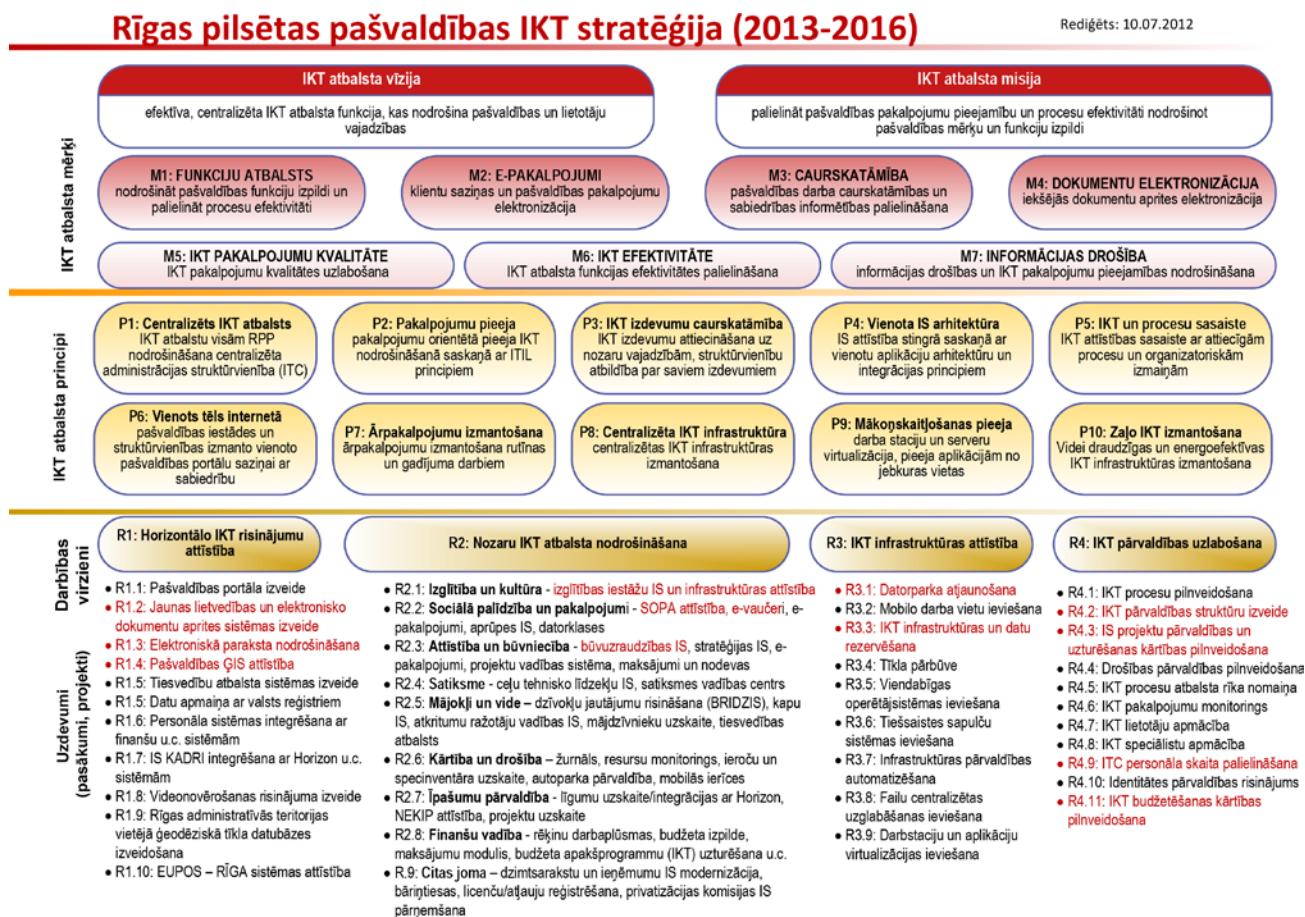 Rīgas pilsētas pašvaldības IKT stratēģija (2013-2016)
Rediģēts: 10.07.2012
IKT atbalsta mērķi
IKT atbalsta vīzija
efektīva, centralizēta IKT atbalsta funkcija, kas nodrošina pašvaldības un lietotāju
vajadzības
IKT atbalsta misija
palielināt pašvaldības pakalpojumu pieejamību un procesu efektivitāti nodrošinot
pašvaldības mērķu un funkciju izpildi
M1: FUNKCIJU ATBALSTS
nodrošināt pašvaldības funkciju izpildi un
palielināt procesu efektivitāti
M2: E-PAKALPOJUMI
klientu saziņas un pašvaldības pakalpojumu
elektronizācija
M3: CAURSKATĀMĪBA
pašvaldības darba caurskatāmības un
sabiedrības informētības palielināšana
M4: DOKUMENTU ELEKTRONIZĀCIJA
iekšējās dokumentu aprites elektronizācija
M5: IKT PAKALPOJUMU KVALITĀTE
IKT pakalpojumu kvalitātes uzlabošana
M6: IKT EFEKTIVITĀTE
IKT atbalsta funkcijas efektivitātes palielināšana
M7: INFORMĀCIJAS DROŠĪBA
informācijas drošības un IKT pakalpojumu pieejamības nodrošināšana
IKT atbalsta principi
P1: Centralizēts IKT atbalsts
IKT atbalstu visām RPP
nodrošināšana centralizēta
administrācijas struktūrvienība (ITC)
P2: Pakalpojumu pieeja
pakalpojumu orientētā pieeja IKT
nodrošināšanā saskaņā ar ITIL
principiem
P3: IKT izdevumu caurskatāmība
IKT izdevumu attiecināšana uz
nozaru vajadzībām, struktūrvienību
atbildība par saviem izdevumiem
P4: Vienota IS arhitektūra
IS attīstība stingrā saskaņā ar
vienotu aplikāciju arhitektūru un
integrācijas principiem
P5: IKT un procesu sasaiste
IKT attīstības sasaiste ar attiecīgām
procesu un organizatoriskām
izmaiņām
P6: Vienots tēls internetā
pašvaldības iestādes un
struktūrvienības izmanto vienoto
pašvaldības portālu saziņai ar
sabiedrību
P7: Ārpakalpojumu izmantošana
ārpakalpojumu izmantošana rutīnas
un gadījuma darbiem
P8: Centralizēta IKT infrastruktūra
centralizētas IKT infrastruktūras
izmantošana
P9: Mākoņskaitļošanas pieeja
darba staciju un serveru
virtualizācija, pieeja aplikācijām no
jebkuras vietas
P10: Zaļo IKT izmantošana
Videi draudzīgas un energoefektīvas
IKT infrastruktūras izmantošana
Darbības
virzieni
Uzdevumi
(pasākumi, projekti)
R1: Horizontālo IKT risinājumu
attīstība
• R1.1: Pašvaldības portāla izveide
• R1.2: Jaunas lietvedības un elektronisko
dokumentu aprites sistēmas izveide
• R1.3: Elektroniskā paraksta nodrošināšana
• R1.4: Pašvaldības ĢIS attīstība
• R1.5: Tiesvedību atbalsta sistēmas izveide
• R1.5: Datu apmaiņa ar valsts reģistriem
• R1.6: Personāla sistēmas integrēšana ar
finanšu u.c. sistēmām
• R1.7: IS KADRI integrēšana ar Horizon u.c.
sistēmām
• R1.8: Videonovērošanas risinājuma izveide
• R1.9: Rīgas administratīvās teritorijas
vietējā ģeodēziskā tīkla datubāzes
izveidošana
• R1.10: EUPOS – RĪGA sistēmas attīstība
R2: Nozaru IKT atbalsta nodrošināšana
• R2.1: Izglītība un kultūra - izglītības iestāžu IS un infrastruktūras attīstība
• R2.2: Sociālā palīdzība un pakalpojumi - SOPA attīstība, e-vaučeri, e-
pakalpojumi, aprūpes IS, datorklases
• R2.3: Attīstība un būvniecība - būvuzraudzības IS, stratēģijas IS, e-
pakalpojumi, projektu vadības sistēma, maksājumi un nodevas
• R2.4: Satiksme - ceļu tehnisko līdzekļu IS, satiksmes vadības centrs
• R2.5: Mājokļi un vide – dzīvokļu jautājumu risināšana (BRIDZIS), kapu
IS, atkritumu ražotāju vadības IS, mājdzīvnieku uzskaite, tiesvedības
atbalsts
• R2.6: Kārtība un drošība – žurnāls, resursu monitorings, ieroču un
specinventāra uzskaite, autoparka pārvaldība, mobilās ierīces
• R2.7: Īpašumu pārvaldība - līgumu uzskaite/integrācijas ar Horizon,
NEKIP attīstība, projektu uzskaite
• R2.8: Finanšu vadība - rēķinu darbaplūsmas, budžeta izpilde,
maksājumu modulis, budžeta apakšprogrammu (IKT) uzturēšana u.c.
• R.9: Citas joma - dzimtsarakstu un ieņēmumu IS modernizācija,
bāriņtiesas, licenču/atļauju reģistrēšana, privatizācijas komisijas IS
pārņemšana
R3: IKT infrastruktūras attīstība
• R3.1: Datorparka atjaunošana
• R3.2: Mobilo darba vietu ieviešana
• R3.3: IKT infrastruktūras un datu
rezervēšana
• R3.4: Tīkla pārbūve
• R3.5: Viendabīgas
operētājsistēmas ieviešana
• R3.6: Tiešsaistes sapulču
sistēmas ieviešana
• R3.7: Infrastruktūras pārvaldības
automatizēšana
• R3.8: Failu centralizētas
uzglabāšanas ieviešana
• R3.9: Darbstaciju un aplikāciju
virtualizācijas ieviešana
R4: IKT pārvaldības uzlabošana
• R4.1: IKT procesu pilnveidošana
• R4.2: IKT pārvaldības struktūru izveide
• R4.3: IS projektu pārvaldības un
uzturēšanas kārtības pilnveidošana
• R4.4: Drošības pārvaldības pilnveidošana
• R4.5: IKT procesu atbalsta rīka nomaiņa
• R4.6: IKT pakalpojumu monitorings
• R4.7: IKT lietotāju apmācība
• R4.8: IKT speciālistu apmācība
• R4.9: ITC personāla skaita palielināšana
• R4.10: Identitātes pārvaldības risinājums
• R4.11: IKT budžetēšanas kārtības
pilnveidošana